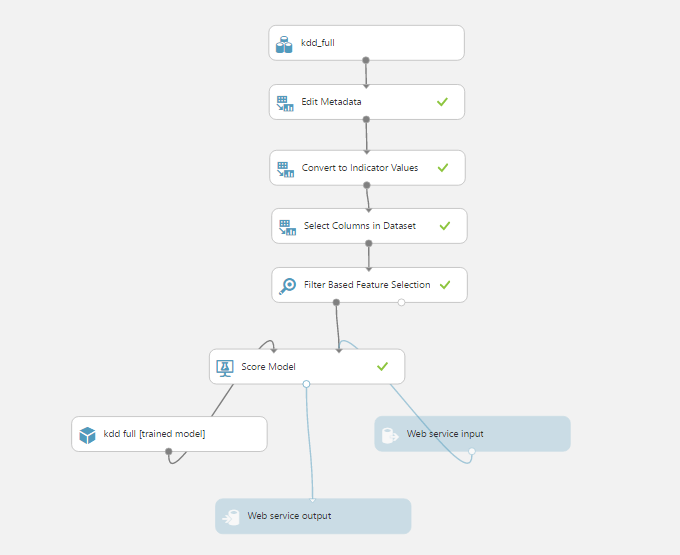 kdd_full
Edit Metadata
Convert to Indicator Values
Select Columns in Dataset
Filter Based Feature Selection
Score Model
kdd full [trained model]
Web service input
Web service output